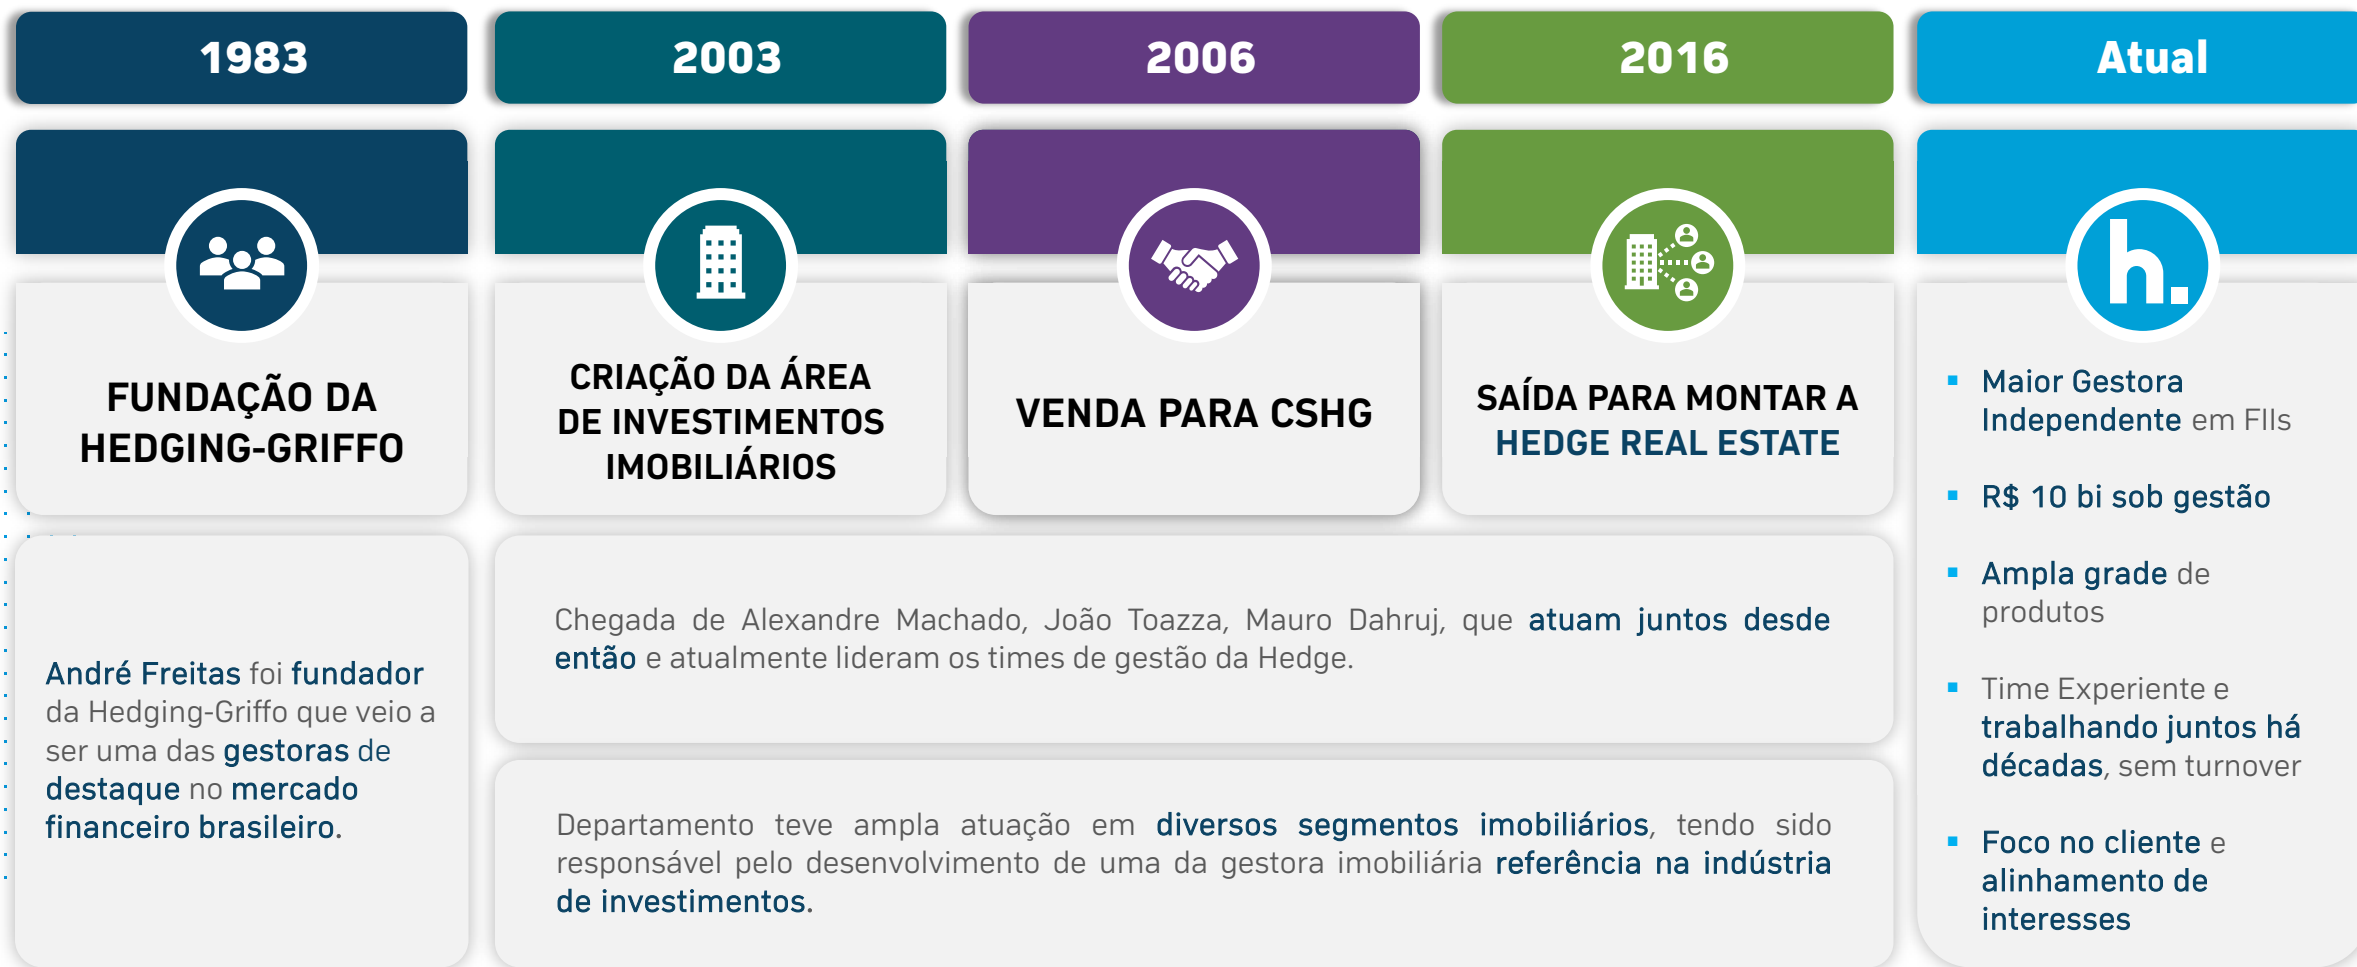 1983
FUNDAÇÃO DA
HEDGING-GRIFFO
André Freitas foi fundador
da Hedging-Griffo que veio a
ser uma das gestoras de
destaque no mercado
financeiro brasileiro.
2003
CRIAÇÃO DA ÁREA
DE INVESTIMENTOS
IMOBILIÁRIOS
2006
VENDA PARA CSHG
2016
SAÍDA PARA MONTAR A
HEDGE REAL ESTATE
Chegada de Alexandre Machado, João Toazza, Mauro Dahruj, que atuam juntos desde
então e atualmente lideram os times de gestão da Hedge.
Departamento teve ampla atuação em diversos segmentos imobiliários, tendo sido
responsável pelo desenvolvimento de uma da gestora imobiliária referência na indústria
de investimentos.
Atual
h.
▪ Maior Gestora
Independente em FIIs
▪ R$ 10 bi sob gestão
▪ Ampla grade de
produtos
▪ Time Experiente e
trabalhando juntos há
décadas, sem turnover
▪ Foco no cliente e
alinhamento de
interesses